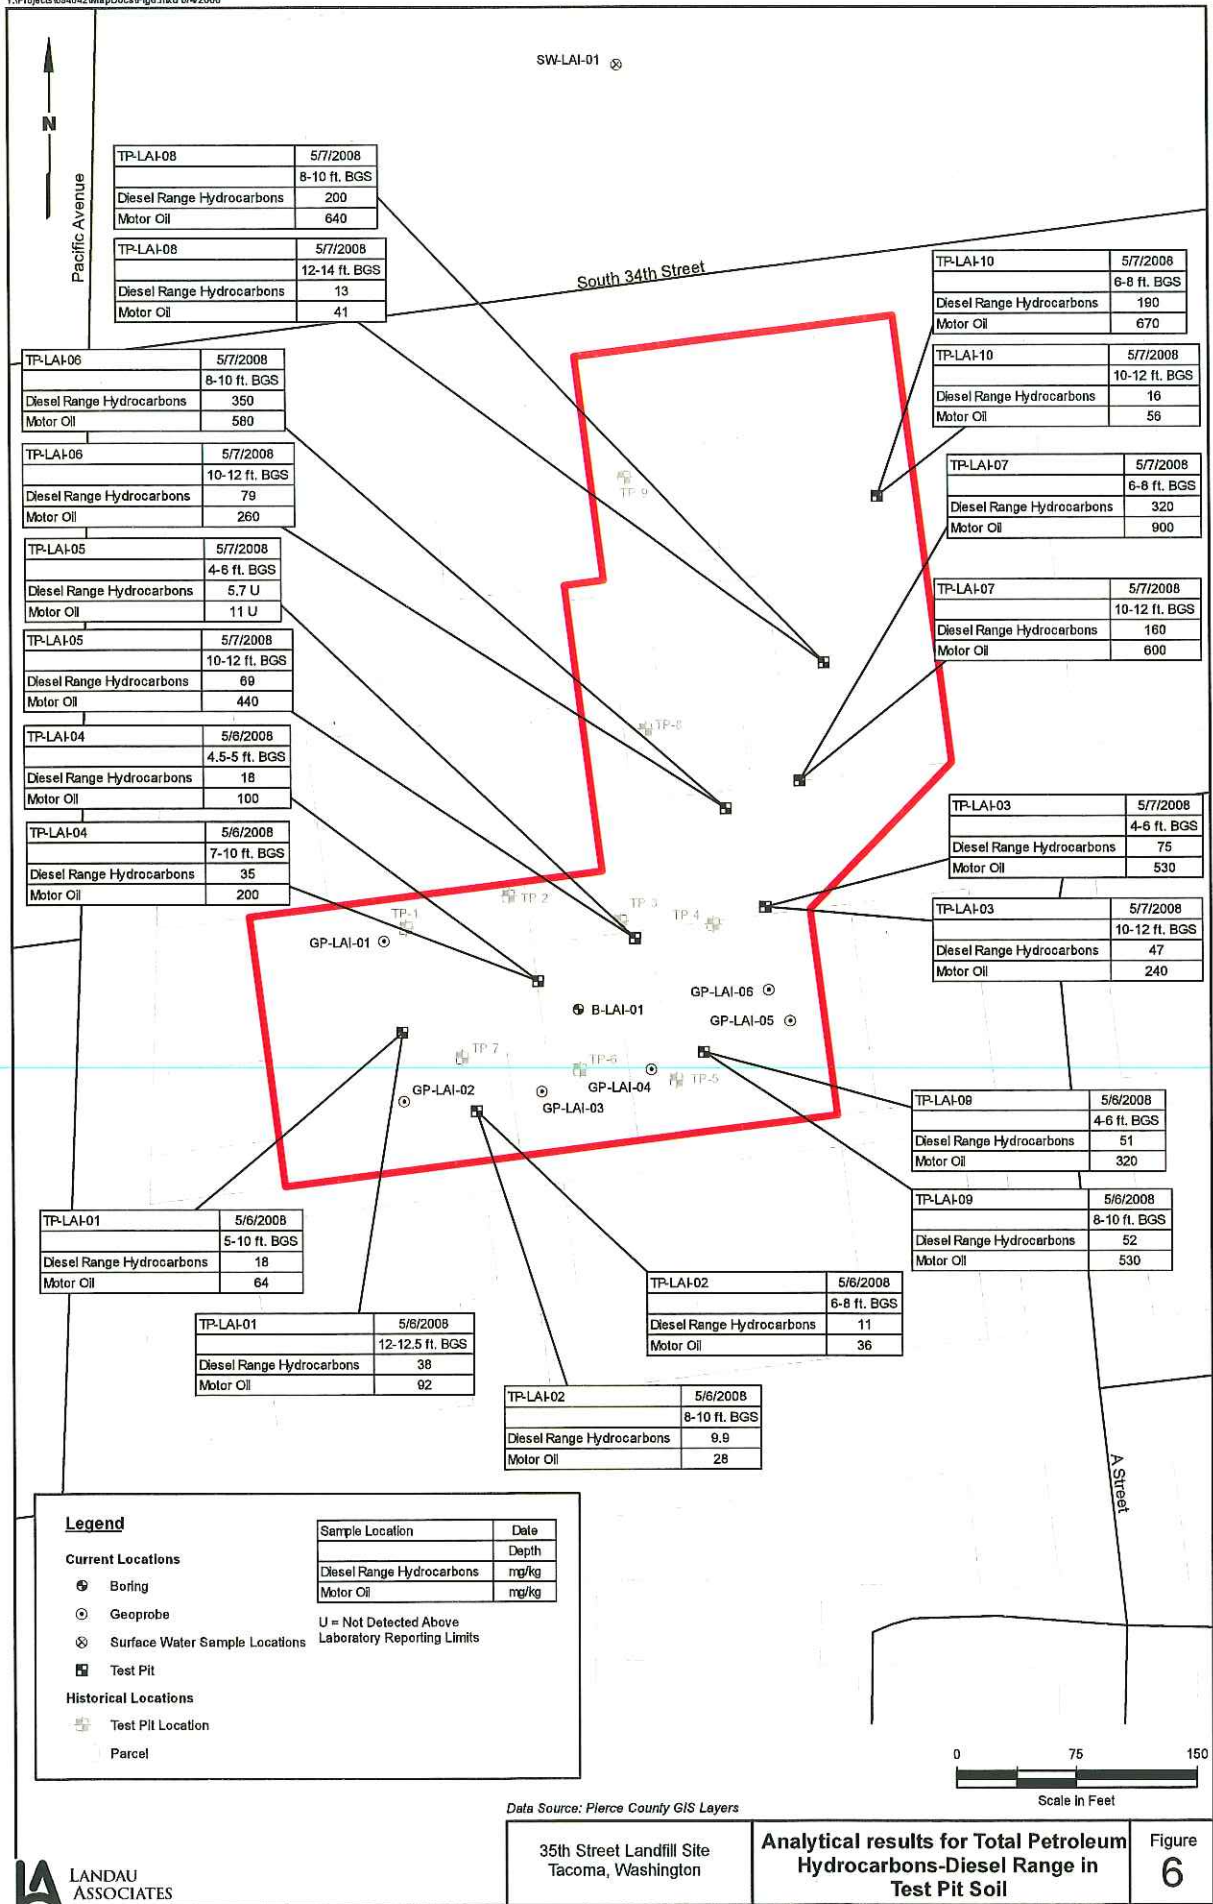 SW-LAI-01
N
Pacific Avenue
South 34th Street
TP-LAI-08 5/7/2008
8-10 ft. BGS
Diesel Range Hydrocarbons 200
Motor Oil 640
TP-LAI-08 5/7/2008
12-14 ft. BGS
Diesel Range Hydrocarbons 13
Motor Oil 41
TP-LAI-06 5/7/2008
8-10 ft. BGS
Diesel Range Hydrocarbons 350
Motor Oil 580
TP-LAI-06 5/7/2008
10-12 ft. BGS
Diesel Range Hydrocarbons 79
Motor Oil 260
TP-LAI-05 5/7/2008
4-6 ft. BGS
Diesel Range Hydrocarbons 5.7 U
Motor Oil 11 U
TP-LAI-05 5/7/2008
10-12 ft. BGS
Diesel Range Hydrocarbons 69
Motor Oil 440
TP-LAI-04 5/6/2008
4.5-5 ft. BGS
Diesel Range Hydrocarbons 18
Motor Oil 100
TP-LAI-04 5/6/2008
7-10 ft. BGS
Diesel Range Hydrocarbons 35
Motor Oil 200
TP-LAI-10 5/7/2008
6-8 ft. BGS
Diesel Range Hydrocarbons 190
Motor Oil 670
TP-LAI-10 5/7/2008
10-12 ft. BGS
Diesel Range Hydrocarbons 16
Motor Oil 56
TP-LAI-07 5/7/2008
6-8 ft. BGS
Diesel Range Hydrocarbons 320
Motor Oil 900
TP-LAI-07 5/7/2008
10-12 ft. BGS
Diesel Range Hydrocarbons 160
Motor Oil 600
TP-LAI-03 5/7/2008
4-6 ft. BGS
Diesel Range Hydrocarbons 75
Motor Oil 530
TP-LAI-03 5/7/2008
10-12 ft. BGS
Diesel Range Hydrocarbons 47
Motor Oil 240
TP-9
TP-8
TP-1
TP 2
TP 3
TP 4
GP-LAI-01
GP-LAI-06
B-LAI-01
GP-LAI-05
TP 7
TP-6
TP-5
GP-LAI-02
GP-LAI-04
GP-LAI-03
TP-LAI-09 5/6/2008
4-6 ft. BGS
Diesel Range Hydrocarbons 51
Motor Oil 320
TP-LAI-09 5/6/2008
8-10 ft. BGS
Diesel Range Hydrocarbons 52
Motor Oil 530
TP-LAI-01 5/6/2008
5-10 ft. BGS
Diesel Range Hydrocarbons 18
Motor Oil 64
TP-LAI-01 5/6/2008
12-12.5 ft. BGS
Diesel Range Hydrocarbons 38
Motor Oil 92
TP-LAI-02 5/6/2008
6-8 ft. BGS
Diesel Range Hydrocarbons 11
Motor Oil 36
TP-LAI-02 5/6/2008
8-10 ft. BGS
Diesel Range Hydrocarbons 9.9
Motor Oil 28
A Street
Legend
Current Locations
Boring
Geoprobe
Surface Water Sample Locations
Test Pit
Historical Locations
Test Pit Location
Parcel
Sample Location Date
Depth
Diesel Range Hydrocarbons mg/kg
Motor Oil mg/kg
U = Not Detected Above
Laboratory Reporting Limits
0 75 150
Scale in Feet
Data Source: Pierce County GIS Layers
LANDAU
ASSOCIATES
35th Street Landfill Site
Tacoma, Washington
Analytical results for Total Petroleum
Hydrocarbons-Diesel Range in
Test Pit Soil
Figure
6